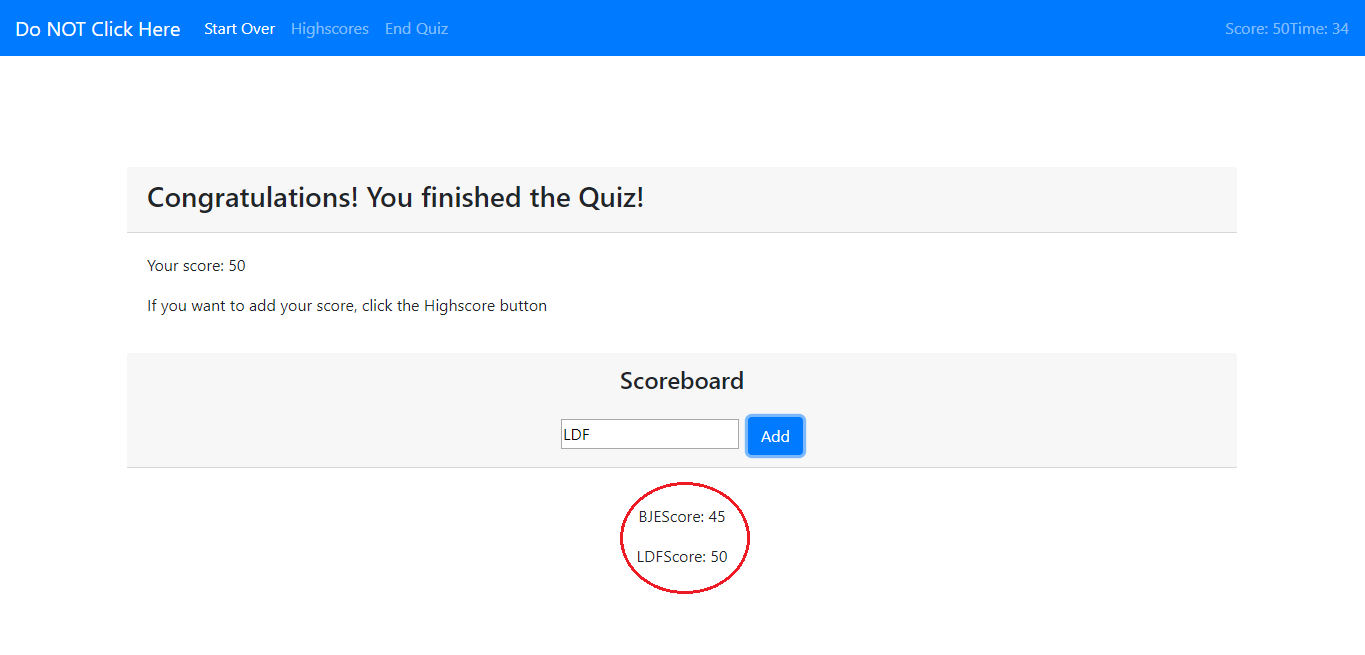 Do NOT Click Here Start Over Highscores End Quiz Score: 50Time: 34
Congratulations! You finished the Quiz!
Your score: 50
If you want to add your score, click the Highscore button
Scoreboard
LDF Add
BJEScore: 45
LDFScore: 50